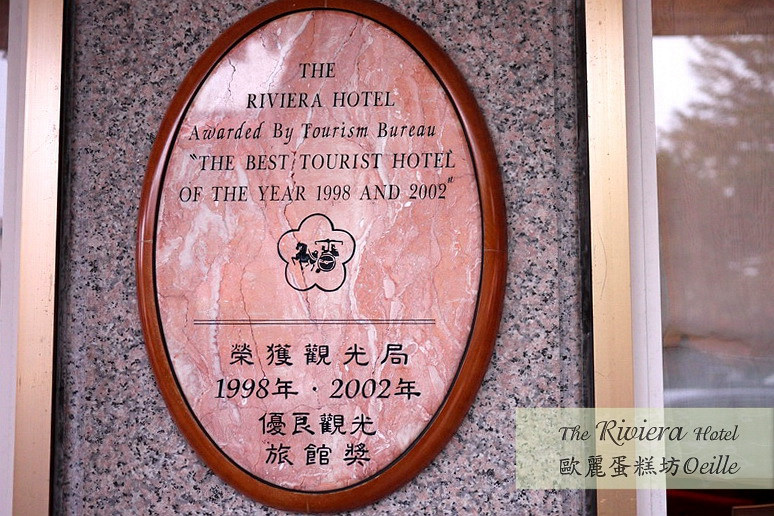 THE
RIVIERA HOTEL
Awarded By Tourism Bureau
"THE BEST TOURIST HOTEL
OF THE YEAR 1998 AND 2002"
榮獲觀光局
1998年·2002年
優良觀光
旅館獎
The Riviera Hotel
歐麗蛋糕坊Oeille